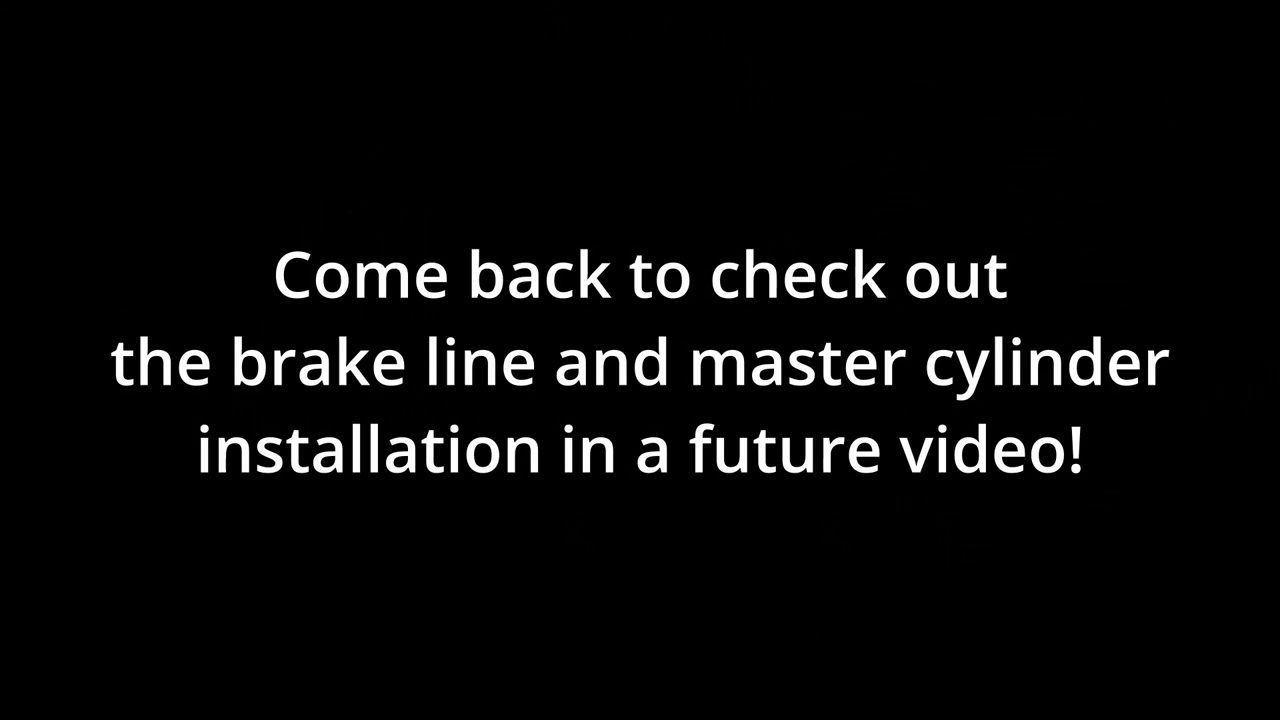 Come back to check out
the brake line and master cylinder
installation in a future video!